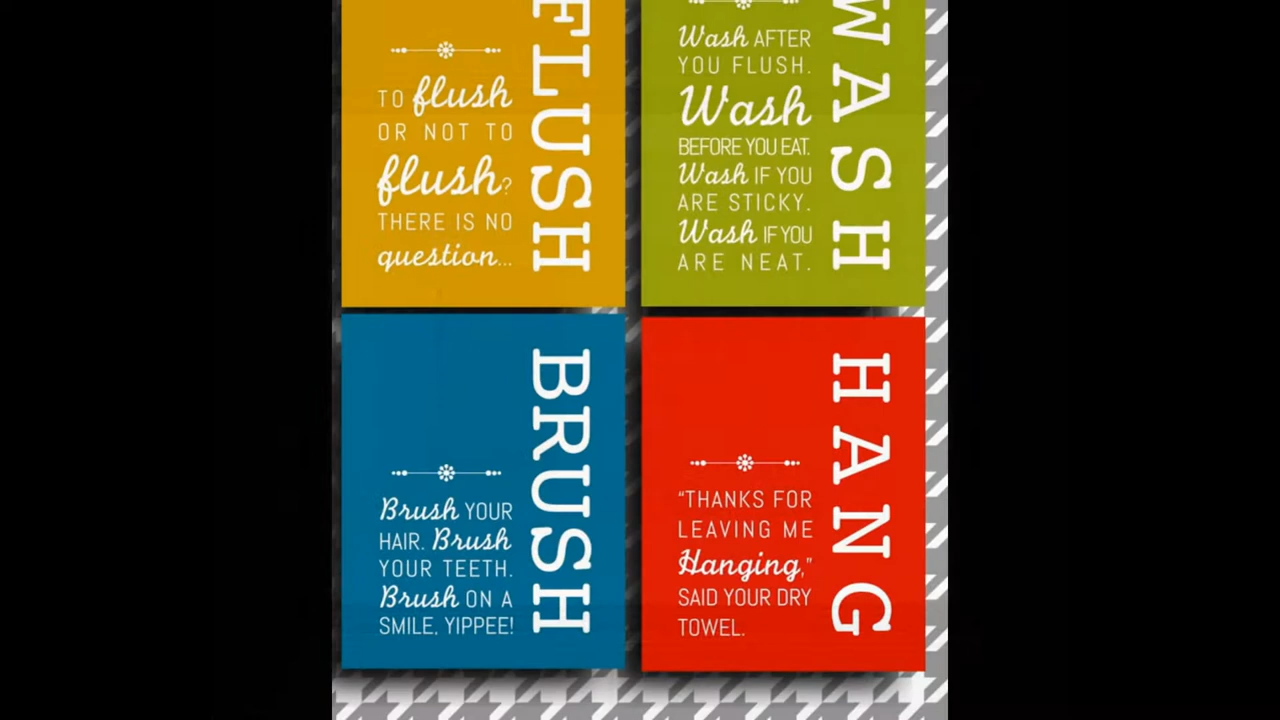 FLUSH
TO flush
OR NOT TO
flush?
THERE IS NO
question...
WASH
Wash AFTER
YOU FLUSH.
Wash
BEFORE YOU EAT.
Wash IF YOU
ARE STICKY.
Wash IF YOU
ARE NEAT.
BRUSH
Brush YOUR
HAIR. Brush
YOUR TEETH.
Brush ON A
SMILE, YIPPEE!
HANG
“THANKS FOR
LEAVING ME
Hanging,”
SAID YOUR DRY
TOWEL.